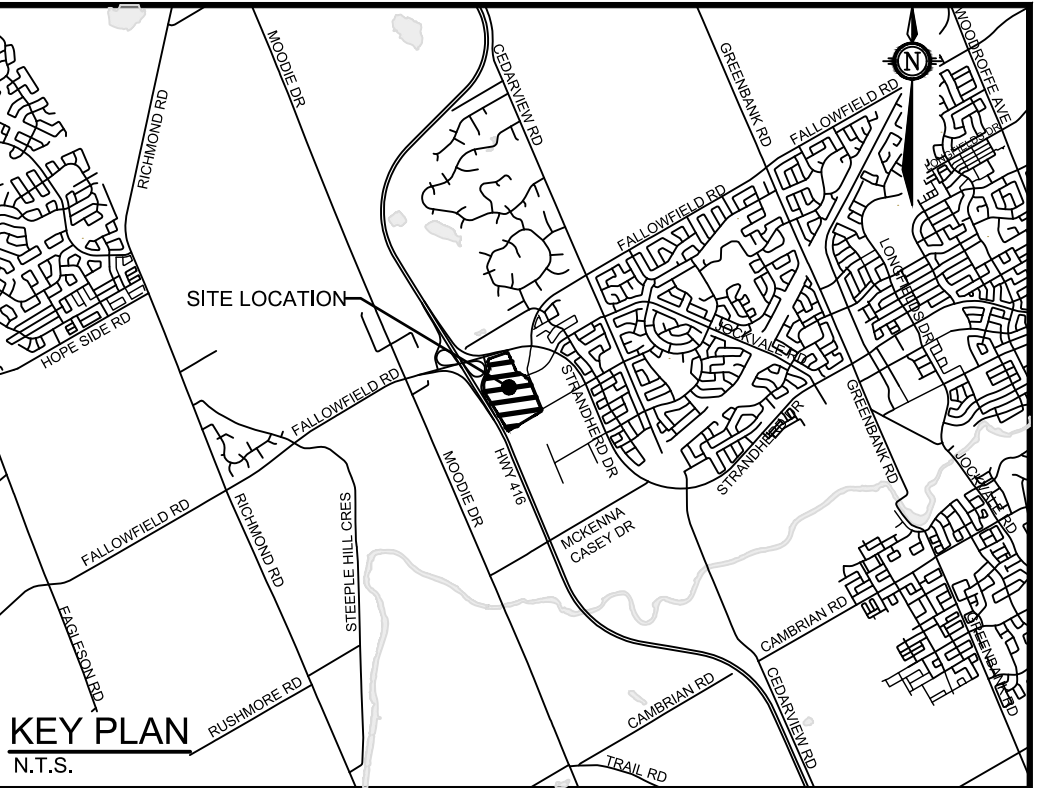 WOODROFFE AVE
MOODIE DR
CEDARVIEW RD
GREENBANK RD
N
FALLOWFIELD RD
RICHMOND RD
LONGFIELDS DR
FALLOWFIELD RD
LONGFIELDS DR
SITE LOCATION
HOPE SIDE RD
JOCKVALE RD
FALLOWFIELD RD
STRANDHERD DR
GREENBANK RD
STRANDHERD DR
MOODIE DR
HWY 416
JOCKVALE RD
FALLOWFIELD RD
RICHMOND RD
STEEPLE HILL CRES
MCKENNA
CASEY DR
EAGLESON RD
CAMBRIAN RD
GREENBANK RD
RUSHMORE RD
CAMBRIAN RD
CEDARVIEW RD
KEY PLAN
N.T.S.
TRAIL RD